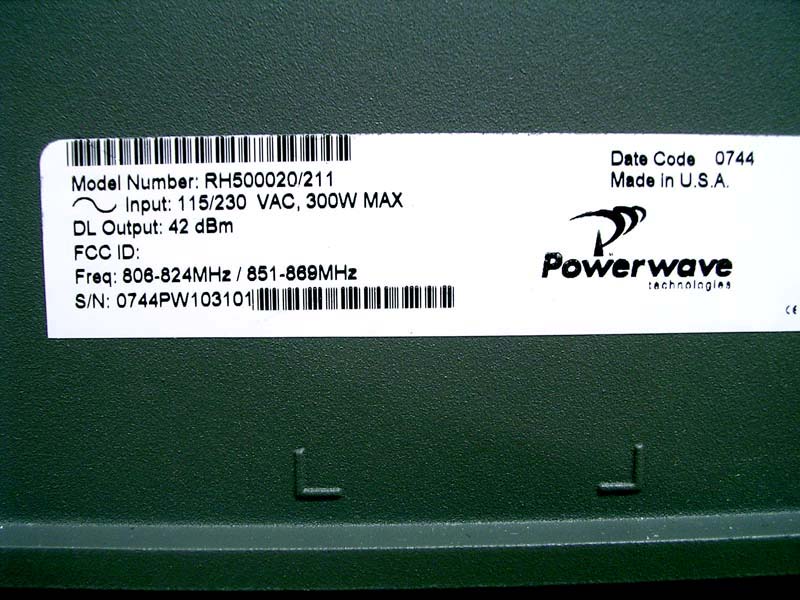 Model Number: RH500020/211
Input: 115/230 VAC, 300W MAX
DL Output: 42 dBm
FCC ID:
Freq: 806-824MHz / 851-869MHz
S/N: 0744PW103101
Date Code 0744
Made in U.S.A.
Powerwave
technologies
CE